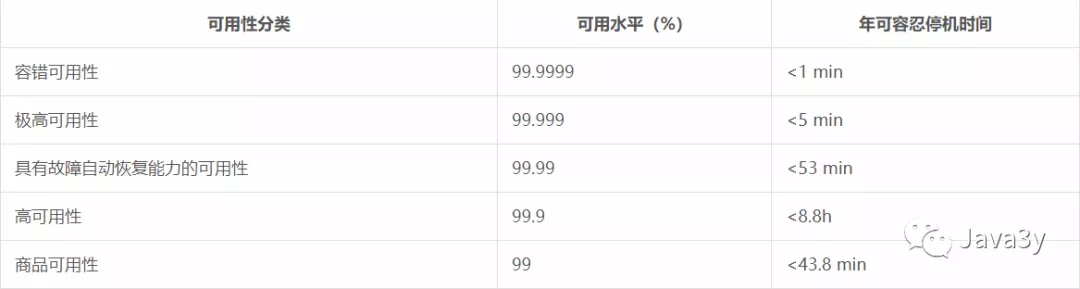 可用性分类 可用水平（%） 年可容忍停机时间
容错可用性 99.9999 <1 min
极高可用性 99.999 <5 min
具有故障自动恢复能力的可用性 99.99 <53 min
高可用性 99.9 <8.8h
商品可用性 99 <43.8 min
Java3y